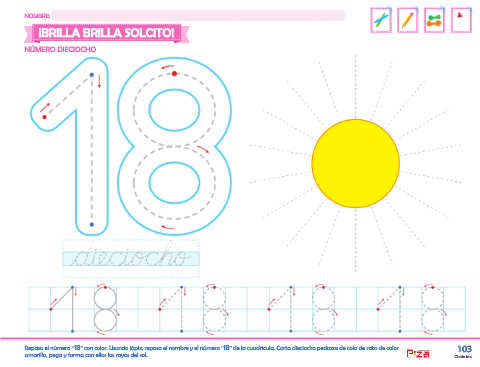 NOMBRE
¡BRILLA BRILLA SOLCITO!
NÚMERO DIECIOCHO
18
dieciocho
18 18 18 18
Repasa el número "18" con color. Usando lápiz, repasa el nombre y el número "18" de la cuadrícula. Corta dieciocho pedazos de cola de rata de color
amarillo, pega y forma con ellos los rayos del sol.
103